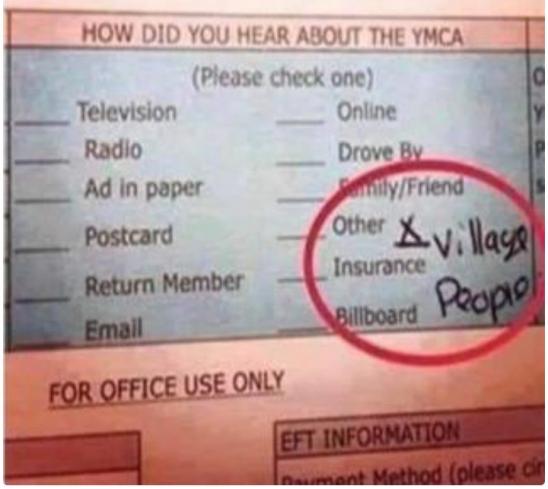 HOW DID YOU HEAR ABOUT THE YMCA
(Please check one)
Television
Online
Radio
Drove By
Ad in paper
Family/Friend
Postcard
Other X Village
People
Return Member
Insurance
Email
Billboard
FOR OFFICE USE ONLY
EFT INFORMATION
Payment Method (please cir